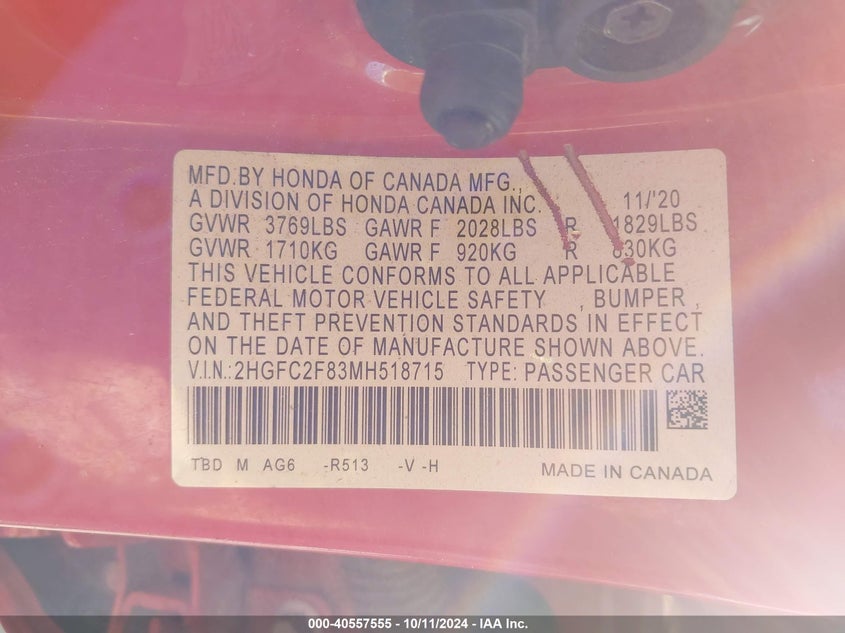 MFD.BY HONDA OF CANADA MFG.,
A DIVISION OF HONDA CANADA INC. 11/'20
GVWR 3769LBS GAWR F 2028LBS R 1829LBS
GVWR 1710KG GAWR F 920KG R 830KG
THIS VEHICLE CONFORMS TO ALL APPLICABLE
FEDERAL MOTOR VEHICLE SAFETY , BUMPER ,
AND THEFT PREVENTION STANDARDS IN EFFECT
ON THE DATE OF MANUFACTURE SHOWN ABOVE.
V.I.N.:2HGFC2F83MH518715 TYPE: PASSENGER CAR
TBD M AG6 -R513 -V -H MADE IN CANADA
000-40557555 - 10/11/2024 - IAA Inc.